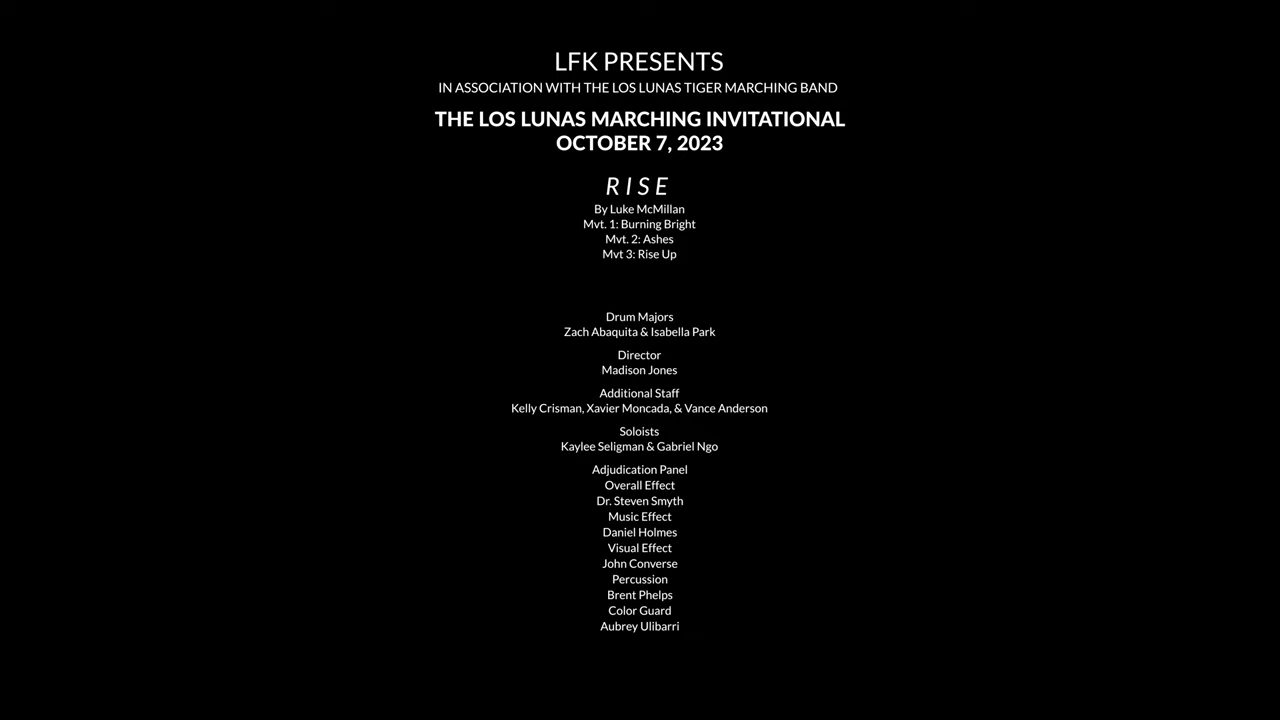 LFK PRESENTS
IN ASSOCIATION WITH THE LOS LUNAS TIGER MARCHING BAND
THE LOS LUNAS MARCHING INVITATIONAL
OCTOBER 7, 2023
RISE
By Luke McMillan
Mvt. 1: Burning Bright
Mvt. 2: Ashes
Mvt 3: Rise Up
Drum Majors
Zach Abaquita & Isabella Park
Director
Madison Jones
Additional Staff
Kelly Crisman, Xavier Moncada, & Vance Anderson
Soloists
Kaylee Seligman & Gabriel Ngo
Adjudication Panel
Overall Effect
Dr. Steven Smyth
Music Effect
Daniel Holmes
Visual Effect
John Converse
Percussion
Brent Phelps
Color Guard
Aubrey Ulibarri